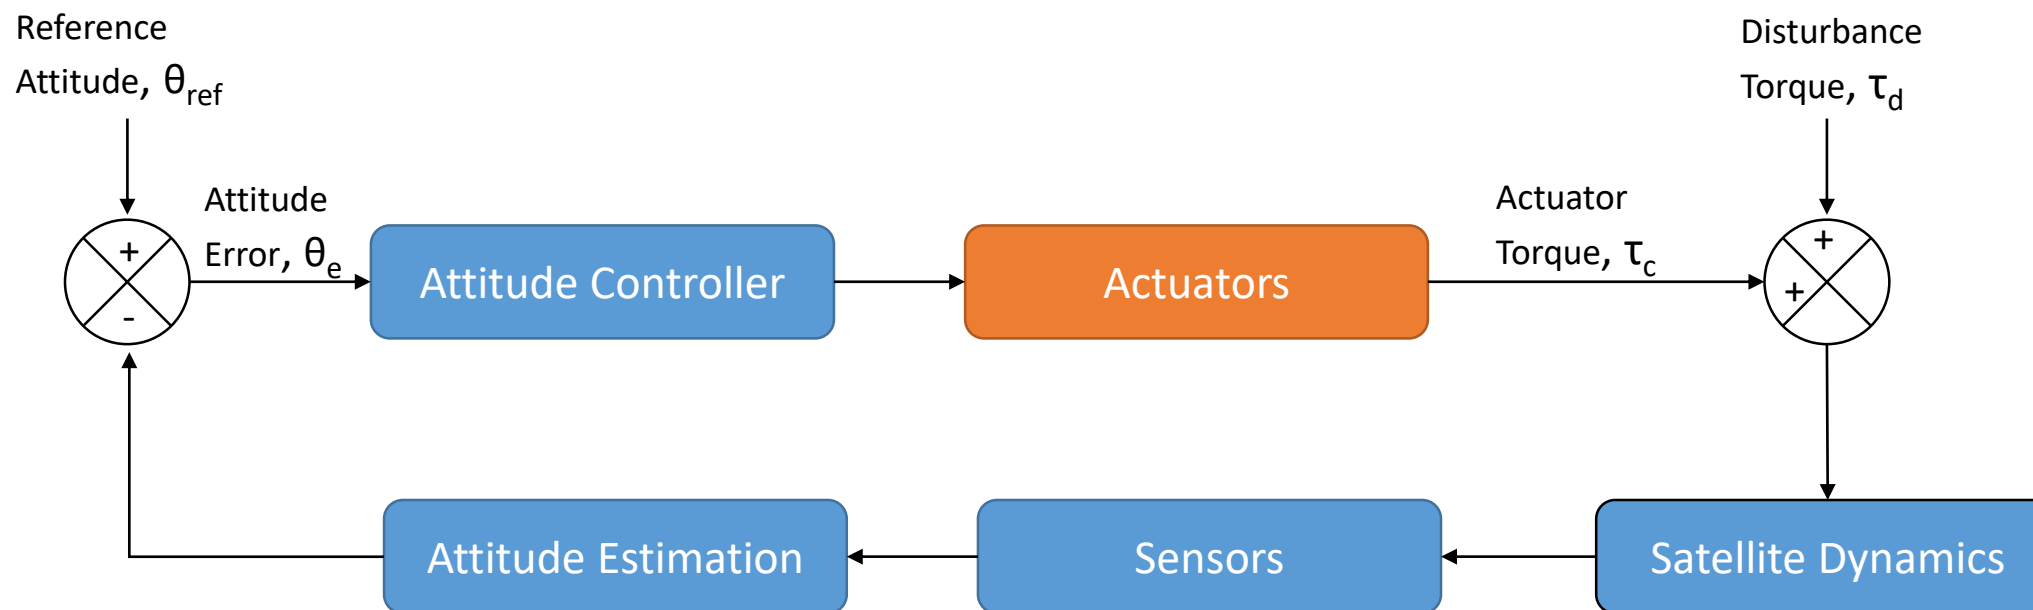 Reference
Attitude, θref
Disturbance
Torque, τd
+
-
Attitude
Error, θe
Attitude Controller
Actuators
Actuator
Torque, τc
+
+
Attitude Estimation
Sensors
Satellite Dynamics